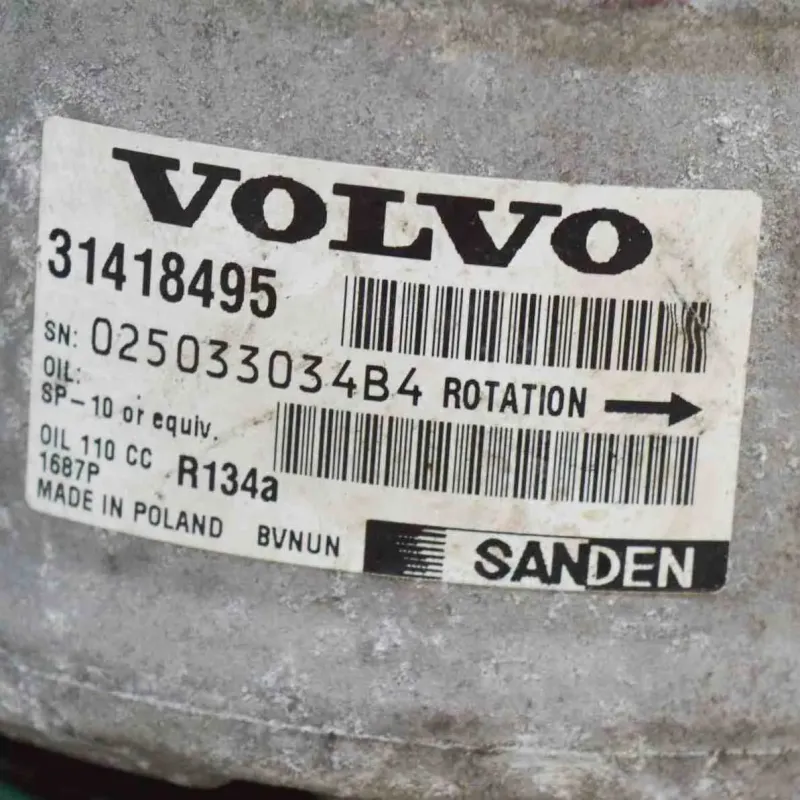 VOLVO
31418495
SN: 025033034B4 ROTATION
OIL:
SP-10 or equiv.
OIL 110 CC R134a
1687P
MADE IN POLAND BVNUN
SANDEN